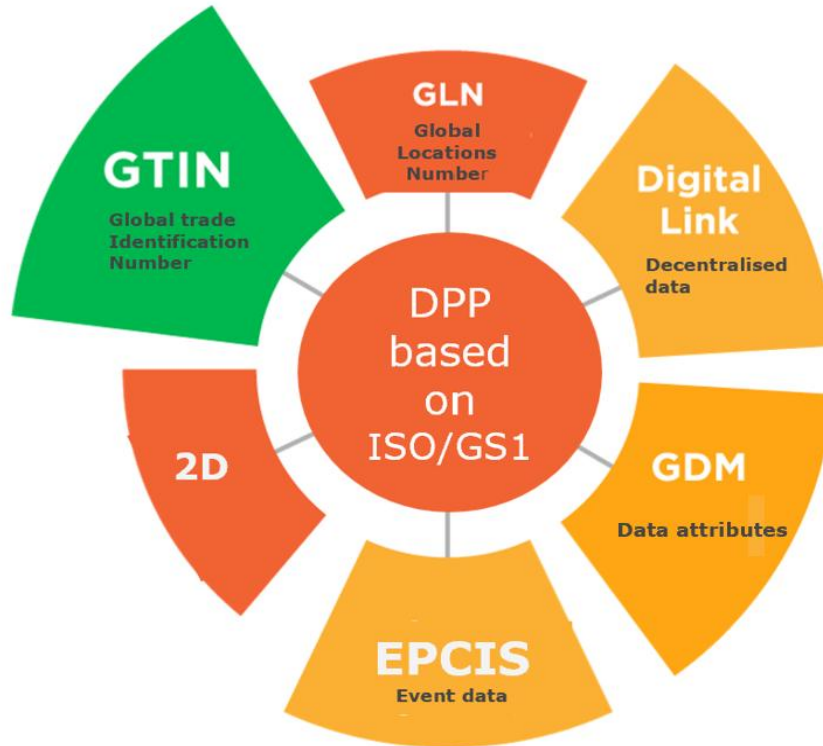 GTIN
Global trade
Identification
Number
GLN
Global
Locations
Number
Digital
Link
Decentralised
data
DPP
based
on
ISO/GS1
2D
GDM
Data attributes
EPCIS
Event data